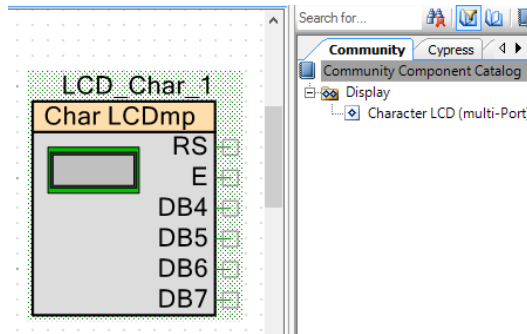 LCD_Char_1
Char LCDmp
RS
E
DB4
DB5
DB6
DB7
Search for...
Community
Cypress
Community Component Catalog
Display
Character LCD (multi-Port)